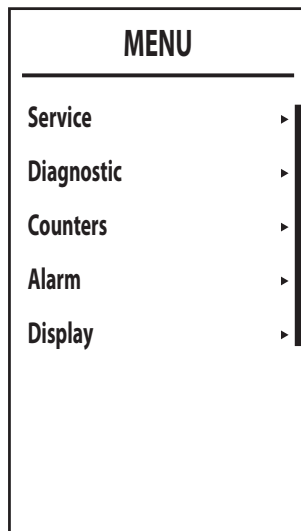 MENU
Service
Diagnostic
Counters
Alarm
Display